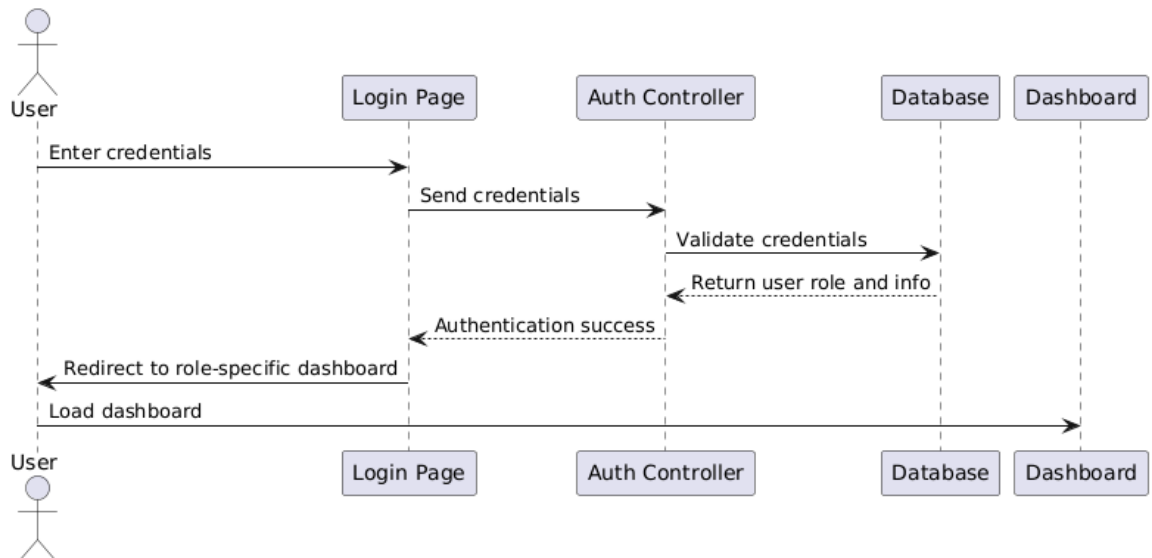 User
Login Page
Auth Controller
Database
Dashboard
Enter credentials
Send credentials
Validate credentials
Return user role and info
Authentication success
Redirect to role-specific dashboard
Load dashboard
User
Login Page
Auth Controller
Database
Dashboard